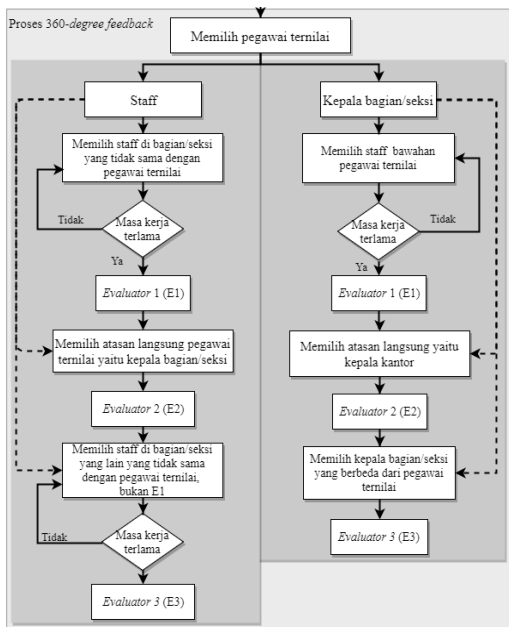 Proses 360-degree feedback
Memilih pegawai ternilai
Staff
Memilih staff di bagian/seksi
yang tidak sama dengan
pegawai ternilai
Tidak
Masa kerja
terlama
Ya
Evaluator 1 (E1)
Memilih atasan langsung pegawai
ternilai yaitu kepala bagian/seksi
Evaluator 2 (E2)
Memilih staff di bagian/seksi
yang lain yang tidak sama
dengan pegawai ternilai,
bukan E1
Tidak
Masa kerja
terlama
Evaluator 3 (E3)
Kepala bagian/seksi
Memilih staff bawahan
pegawai ternilai
Tidak
Masa kerja
terlama
Ya
Evaluator 1 (E1)
Memilih atasan langsung yaitu
kepala kantor
Evaluator 2 (E2)
Memilih kepala bagian/seksi
yang berbeda dari pegawai
ternilai
Evaluator 3 (E3)